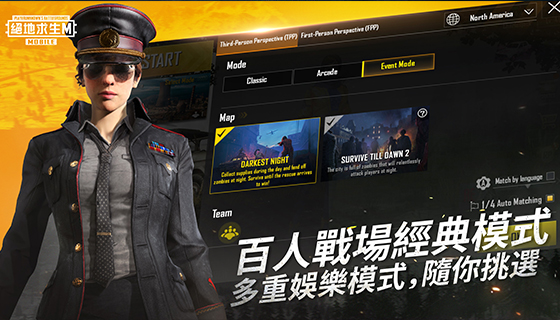 PLAYERUNKNOWN'S BATTLEGROUNDS
絕地求生M
MOBILE
START
Third-Person Perspective (TPP)
First-Person Perspective (FPP)
North America
Mode
Classic
Arcade
Event Mode
Map
DARKEST NIGHT
Collect supplies during the day and fend off
zombies at night. Survive until the rescue arrives
to win!
SURVIVE TILL DAWN 2
The city is full of zombies that will relentlessly
attack players at night.
?
Match by language
1/4 Auto Matching
Team
百人戰場經典模式
多重娛樂模式,隨你挑選